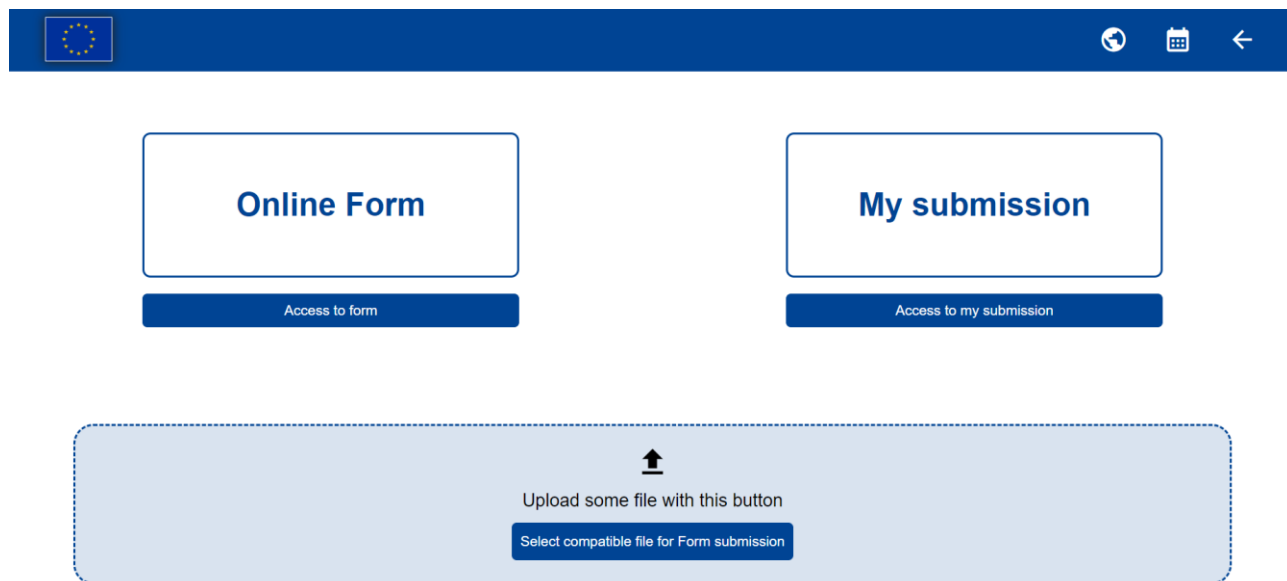 Online Form
My submission
Access to form
Access to my submission
Upload some file with this button
Select compatible file for Form submission